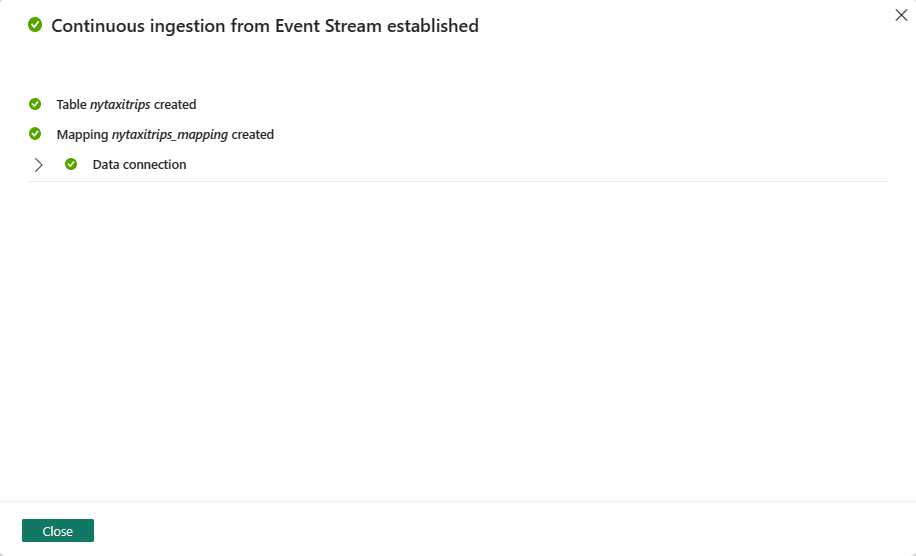 Continuous ingestion from Event Stream established
Table nytaxitrips created
Mapping nytaxitrips_mapping created
Data connection
Close